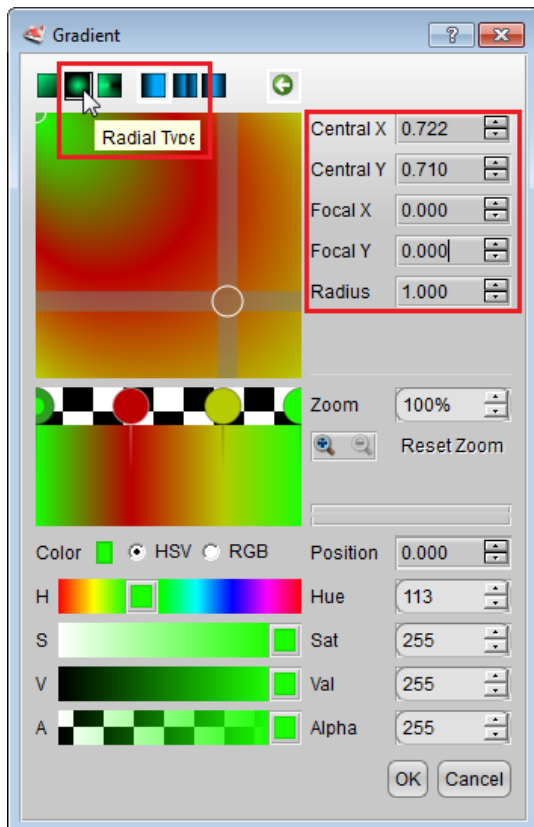 Gradient
Radial Type
Central X 0.722
Central Y 0.710
Focal X 0.000
Focal Y 0.000
Radius 1.000
Zoom 100%
Reset Zoom
Color HSV RGB Position 0.000
H Hue 113
S Sat 255
V Val 255
A Alpha 255
OK Cancel